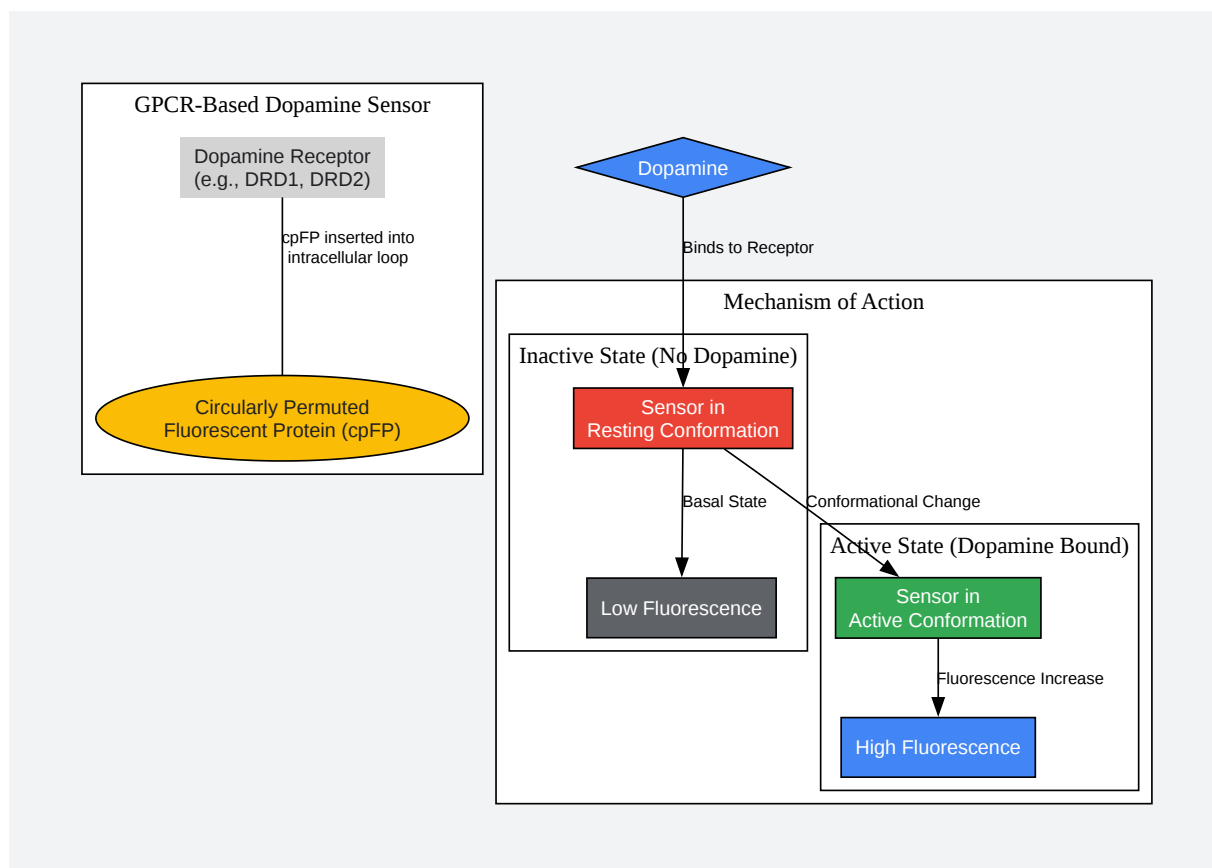 GPCR-Based Dopamine Sensor
Dopamine Receptor
(e.g., DRD1, DRD2)
cpFP inserted into
intracellular loop
Circularly Permuted
Fluorescent Protein (cpFP)
Dopamine
Binds to Receptor
Mechanism of Action
Inactive State (No Dopamine)
Sensor in
Resting Conformation
Basal State
Conformational Change
Low Fluorescence
Active State (Dopamine Bound)
Sensor in
Active Conformation
Fluorescence Increase
High Fluorescence